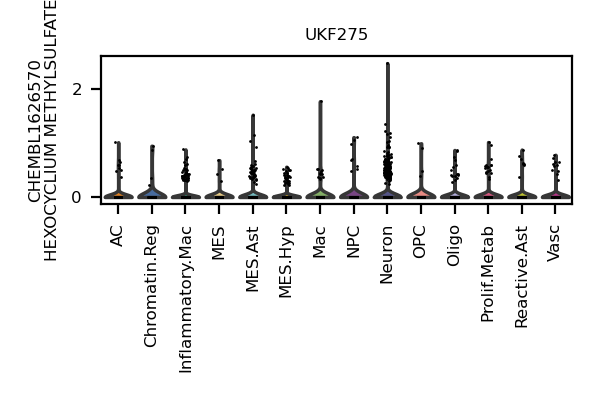 UKF275
CHEMBL1626570
HEXOCYCLIUM METHYLSULFATE
2
0
AC
Chromatin.Reg
Inflammatory.Mac
MES
MES.Ast
MES.Hyp
Mac
NPC
Neuron
OPC
Oligo
Prolif.Metab
Reactive.Ast
Vasc